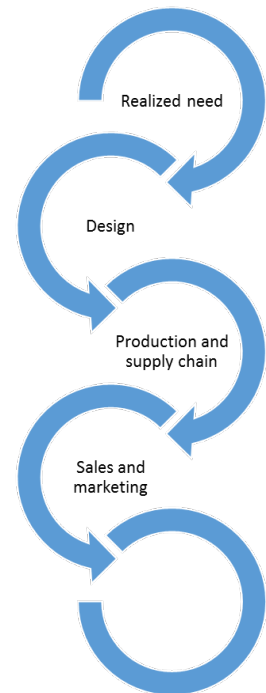 Realized need
Design
Production and
supply chain
Sales and
marketing